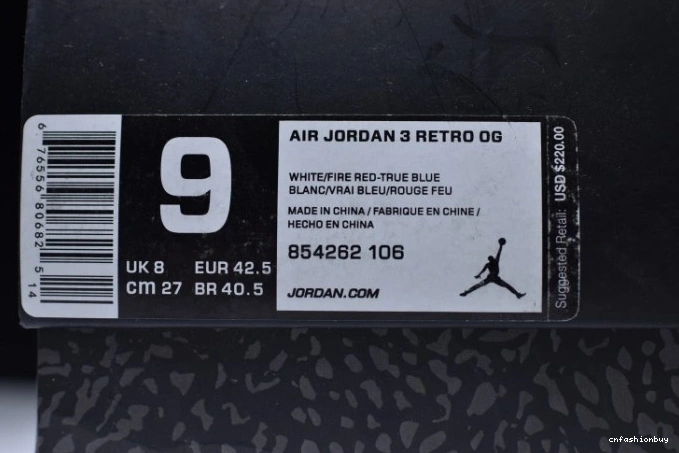 6 76556 80682 5 14
9
UK 8 EUR 42.5
cm 27 BR 40.5
AIR JORDAN 3 RETRO OG
WHITE/FIRE RED-TRUE BLUE
BLANC/VRAI BLEU/ROUGE FEU
MADE IN CHINA / FABRIQUE EN CHINE /
HECHO EN CHINA
854262 106
JORDAN.COM
Suggested Retail: USD $220.00
cnfashionbuy